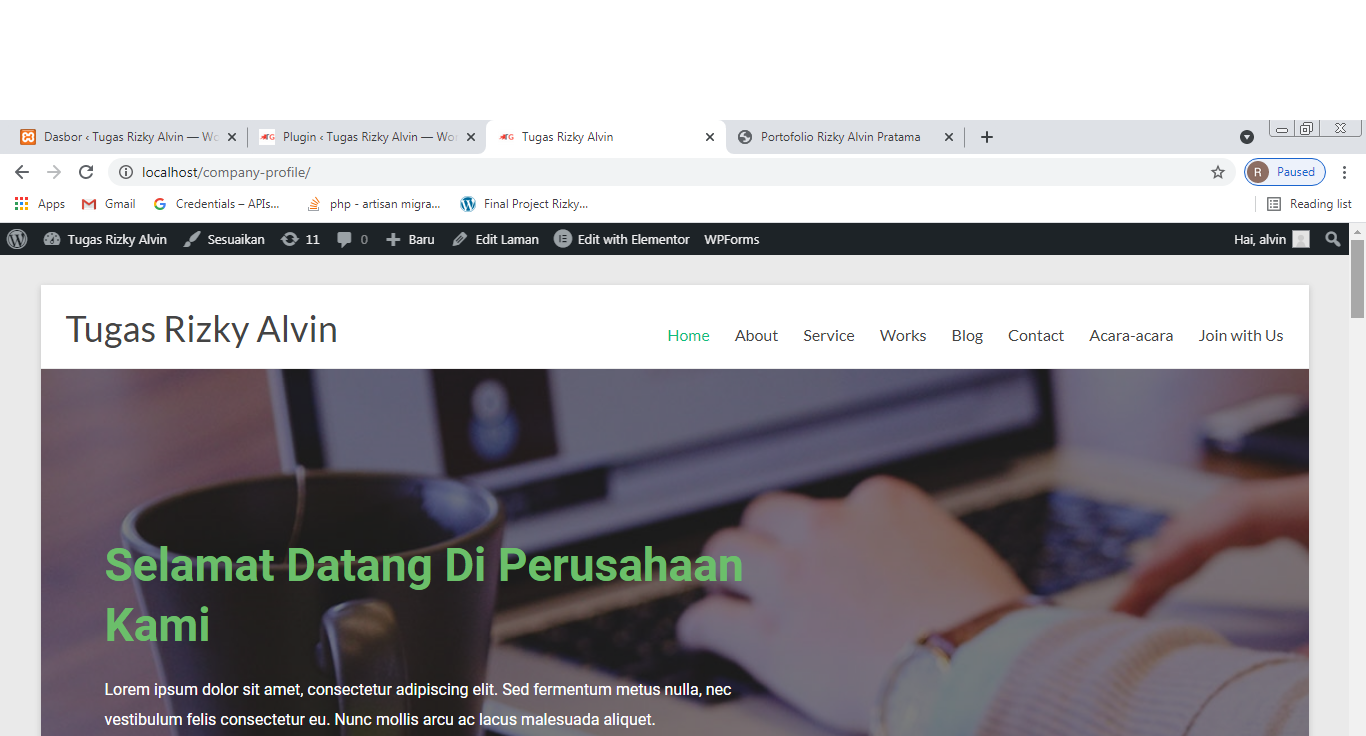 Dasbor ‹ Tugas Rizky Alvin — Wo
Plugin ‹ Tugas Rizky Alvin — Wor
Tugas Rizky Alvin
Portofolio Rizky Alvin Pratama
localhost/company-profile/
R Paused
Apps Gmail Credentials – APIs... php - artisan migra... Final Project Rizky... Reading list
Tugas Rizky Alvin Sesuaikan 11 0 Baru Edit Laman Edit with Elementor WPForms Hai, alvin
Tugas Rizky Alvin
Home About Service Works Blog Contact Acara-acara Join with Us
Selamat Datang Di Perusahaan
Kami
Lorem ipsum dolor sit amet, consectetur adipiscing elit. Sed fermentum metus nulla, nec
vestibulum felis consectetur eu. Nunc mollis arcu ac lacus malesuada aliquet.